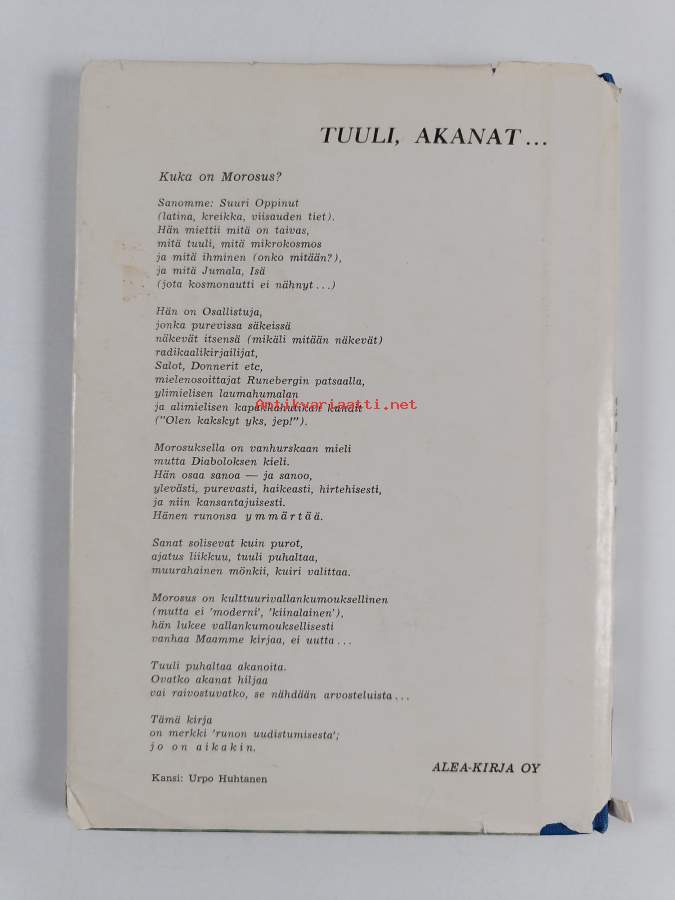 TUULI, AKANAT...
Kuka on Morosus?
Sanomme: Suuri Oppinut
(latina, kreikka, viisauden tiet).
Hän miettii mitä on taivas,
mitä tuuli, mitä mikrokosmos
ja mitä ihminen (onko mitään?),
ja mitä Jumala, Isä
(jota kosmonautti ei nähnyt...)
Hän on Osallistuja,
jonka purevissa säkeissä
näkevät itsensä (mikäli mitään näkevät)
radikaalikirjailijat,
Salot, Donnerit etc,
mielenosoittajat Runebergin patsaalla,
ylimielisen laumahumalan
ja alimielisen
Antikvariaatti.net
("Olen kakskyt yks, jep!").
Morosuksella on vanhurskaan mieli
mutta Diaboloksen kieli.
Hän osaa sanoa — ja sanoo,
ylevästi, purevasti, haikeasti, hirtehisesti,
ja niin kansantajuisesti.
Hänen runonsa ymmärtää.
Sanat solisevat kuin purot,
ajatus liikkuu, tuuli puhaltaa,
muurahainen mönkii, kuiri valittaa.
Morosus on kulttuurivallankumouksellinen
(mutta ei 'moderni', 'kiinalainen'),
hän lukee vallankumouksellisesti
vanhaa Maamme kirjaa, ei uutta...
Tuuli puhaltaa akanoita.
Ovatko akanat hiljaa
vai raivostuvatko, se nähdään arvosteluista...
Tämä kirja
on merkki 'runon uudistumisesta';
jo on aikakin.
ALEA-KIRJA OY
Kansi: Urpo Huhtanen